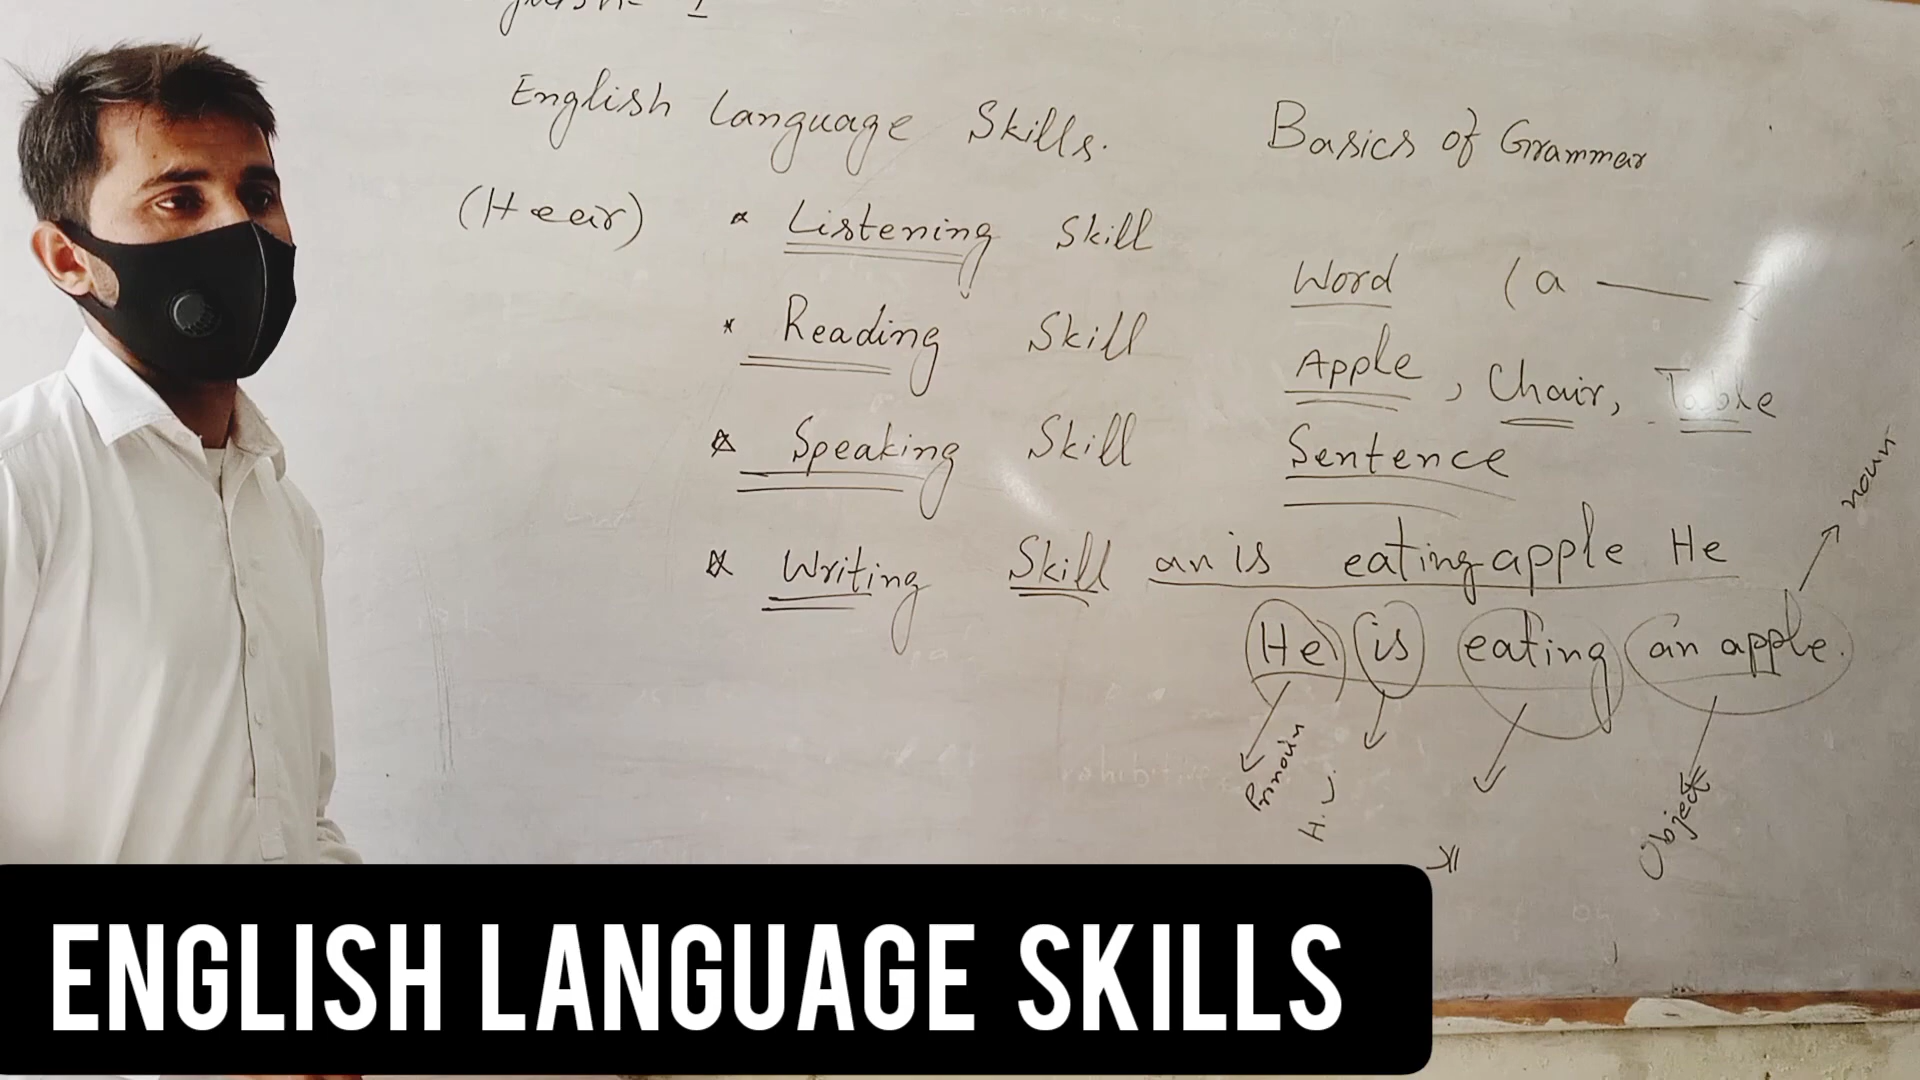 English Language Skills.
(Hear) * Listening Skill
* Reading Skill
* Speaking Skill
* Writing Skill
Basics of Grammar
Word (a — z
Apple, Chair, Table
Sentence
an is eating apple He
He is eating an apple.
noun
Pronoun
H.V
Object
ENGLISH LANGUAGE SKILLS